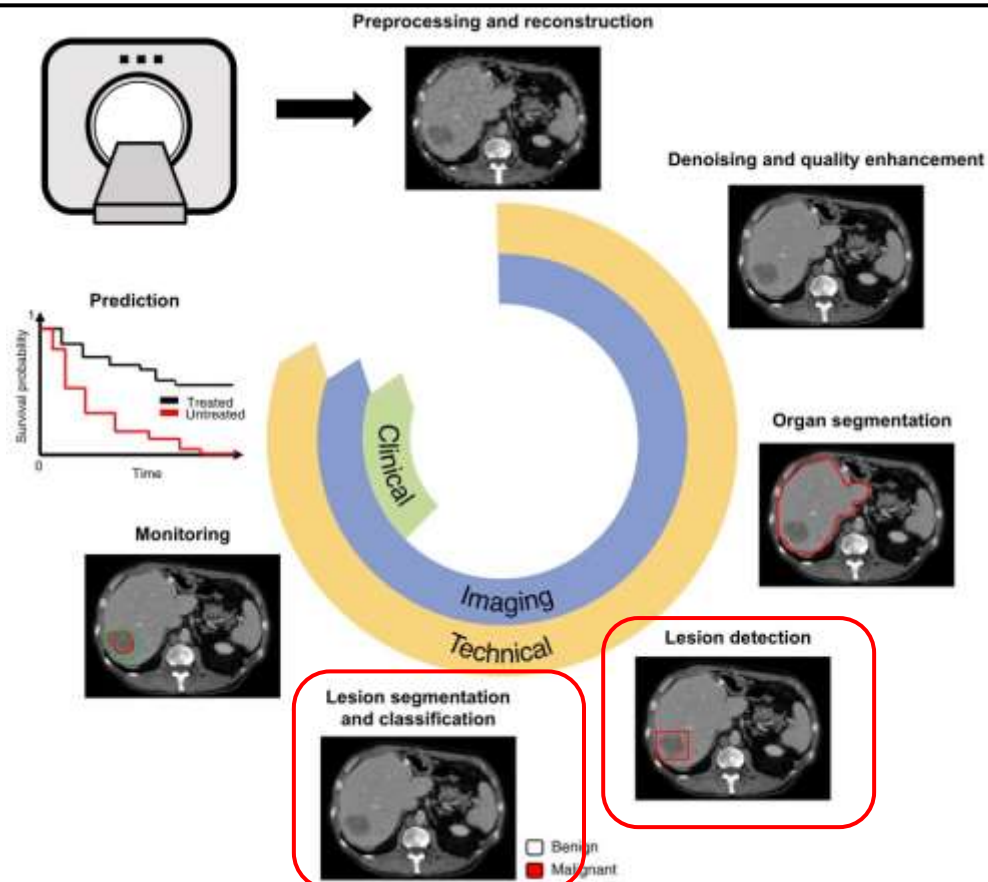 Preprocessing and reconstruction
Denoising and quality enhancement
Prediction
1
Survival probability
Treated
Untreated
0
Time
Organ segmentation
Clinical
Monitoring
Imaging
Technical
Lesion detection
Lesion segmentation
and classification
Benign
Malignant